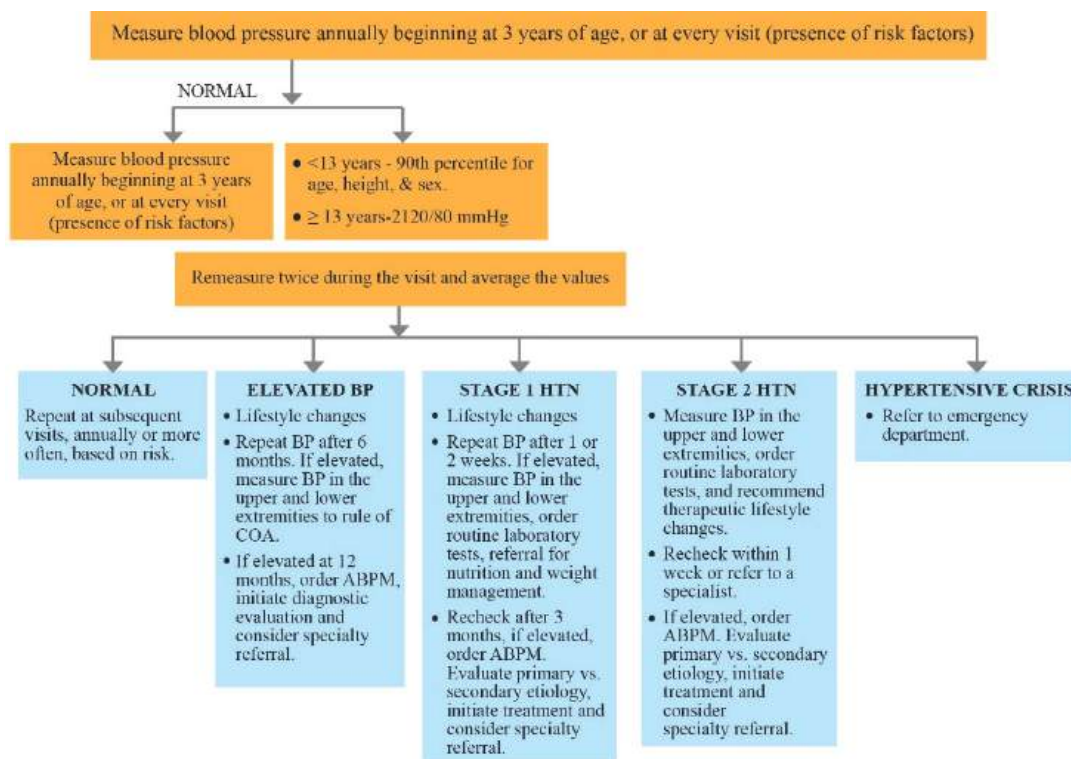 Measure blood pressure annually beginning at 3 years of age, or at every visit (presence of risk factors)
NORMAL
Measure blood pressure
annually beginning at 3 years
of age, or at every visit
(presence of risk factors)
● <13 years - 90th percentile for
age, height, & sex.
● ≥ 13 years-2120/80 mmHg
Remeasure twice during the visit and average the values
NORMAL
Repeat at subsequent
visits, annually or more
often, based on risk.
ELEVATED BP
• Lifestyle changes
• Repeat BP after 6
months. If elevated,
measure BP in the
upper and lower
extremities to rule of
COA.
• If elevated at 12
months, order ABPM,
initiate diagnostic
evaluation and
consider specialty
referral.
STAGE 1 HTN
• Lifestyle changes
• Repeat BP after 1 or
2 weeks. If elevated,
measure BP in the
upper and lower
extremities, order
routine laboratory
tests, referral for
nutrition and weight
management.
• Recheck after 3
months, if elevated,
order ABPM.
Evaluate primary vs.
secondary etiology,
initiate treatment and
consider specialty
referral.
STAGE 2 HTN
• Measure BP in the
upper and lower
extremities, order
routine laboratory
tests, and recommend
therapeutic lifestyle
changes.
• Recheck within 1
week or refer to a
specialist.
• If elevated, order
ABPM. Evaluate
primary vs. secondary
etiology, initiate
treatment and
consider
specialty referral.
HYPERTENSIVE CRISIS
• Refer to emergency
department.